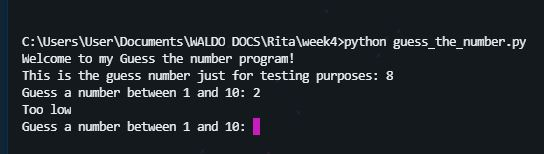 C:\Users\User\Documents\WALDO DOCS\Rita\week4>python guess_the_number.py
Welcome to my Guess the number program!
This is the guess number just for testing purposes: 8
Guess a number between 1 and 10: 2
Too low
Guess a number between 1 and 10: